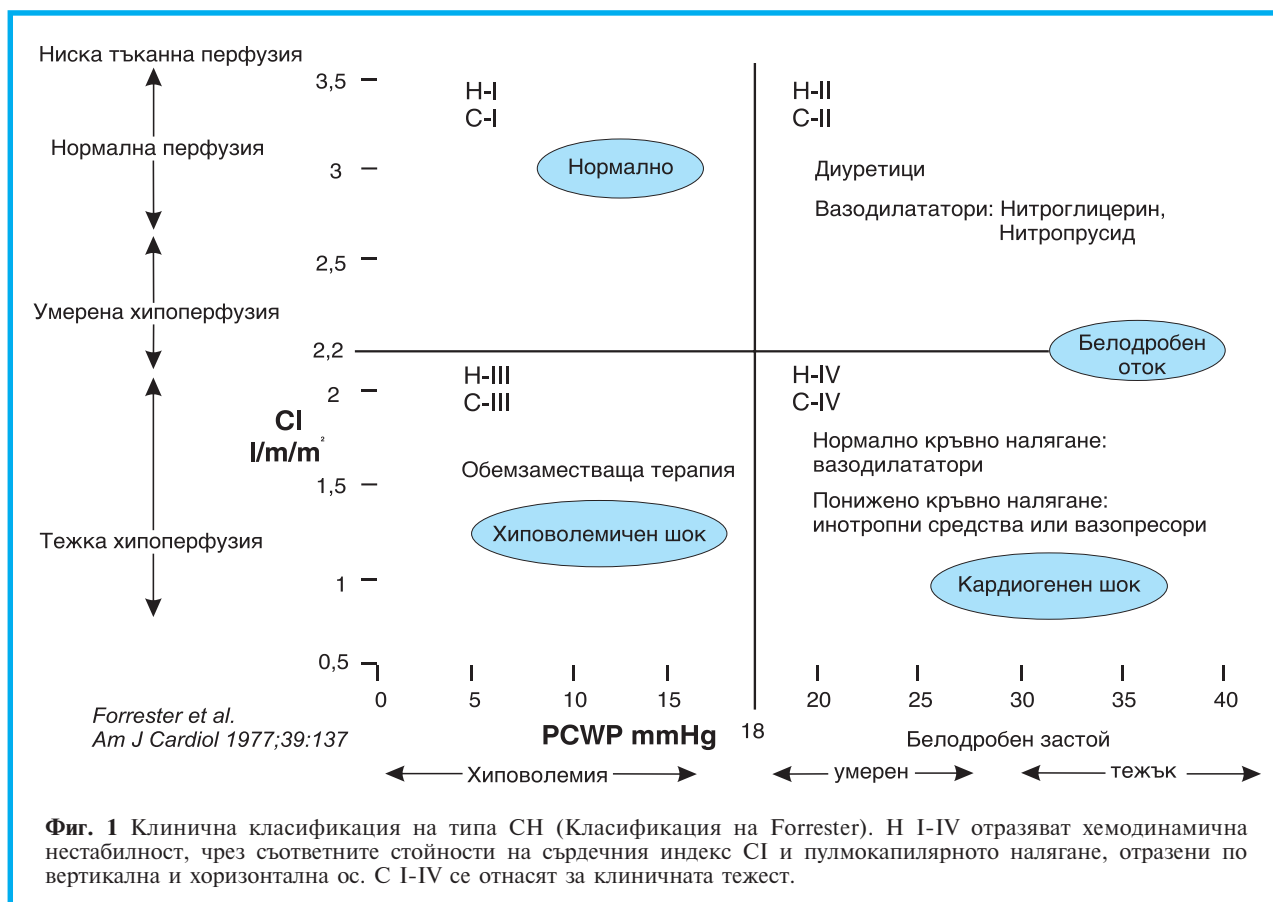 Ниска тъканна перфузия
Нормална перфузия
Умерена хипоперфузия
Тежка хипоперфузия
CI
l/m/m²
3,5
3
2,5
2,2
2
1,5
1
0,5
H-I
C-I
Нормално
H-II
C-II
Диуретици
Вазодилататори: Нитроглицерин,
Нитропрусид
Белодробен
оток
H-III
C-III
Обемзаместваща терапия
Хиповолемичен шок
H-IV
C-IV
Нормално кръвно налягане:
вазодилататори
Понижено кръвно налягане:
инотропни средства или вазопресори
Кардиогенен шок
0 5 10 15 18 20 25 30 35 40
PCWP mmHg
Forrester et al.
Am J Cardiol 1977;39:137
Белодробен застой
Хиповолемия умерен тежък
Фиг. 1 Клинична класификация на типа СН (Класификация на Forrester). Н I-IV отразяват хемодинамична
нестабилност, чрез съответните стойности на сърдечния индекс CI и пулмокапилярното налягане, отразени по
вертикална и хоризонтална ос. С I-IV се отнасят за клиничната тежест.